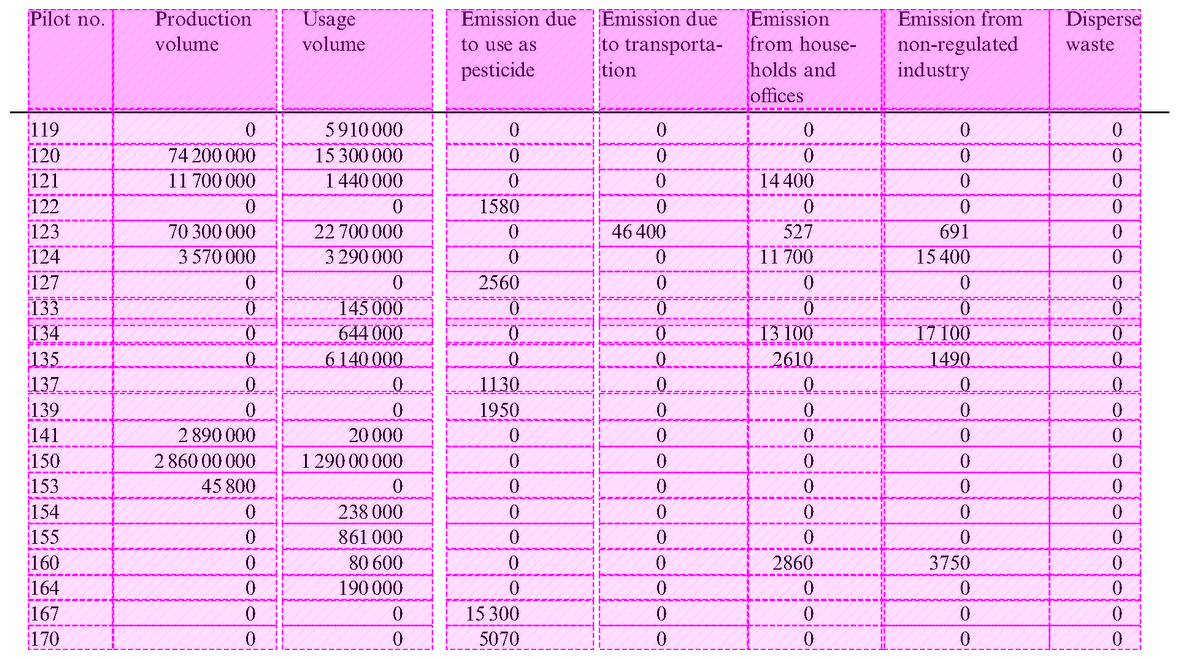 Pilot no. Production volume Usage volume Emission due to use as pesticide Emission due to transporta-tion Emission from house-holds and offices Emission from non-regulated industry Disperse waste
119 0 5 910 000 0 0 0 0 0
120 74 200 000 15 300 000 0 0 0 0 0
121 11 700 000 1 440 000 0 0 14 400 0 0
122 0 0 1580 0 0 0 0
123 70 300 000 22 700 000 0 46 400 527 691 0
124 3 570 000 3 290 000 0 0 11 700 15 400 0
127 0 0 2560 0 0 0 0
133 0 145 000 0 0 0 0 0
134 0 644 000 0 0 13 100 17 100 0
135 0 6 140 000 0 0 2610 1490 0
137 0 0 1130 0 0 0 0
139 0 0 1950 0 0 0 0
141 2 890 000 20 000 0 0 0 0 0
150 2 860 00 000 1 290 00 000 0 0 0 0 0
153 45 800 0 0 0 0 0 0
154 0 238 000 0 0 0 0 0
155 0 861 000 0 0 0 0 0
160 0 80 600 0 0 2860 3750 0
164 0 190 000 0 0 0 0 0
167 0 0 15 300 0 0 0 0
170 0 0 5070 0 0 0 0